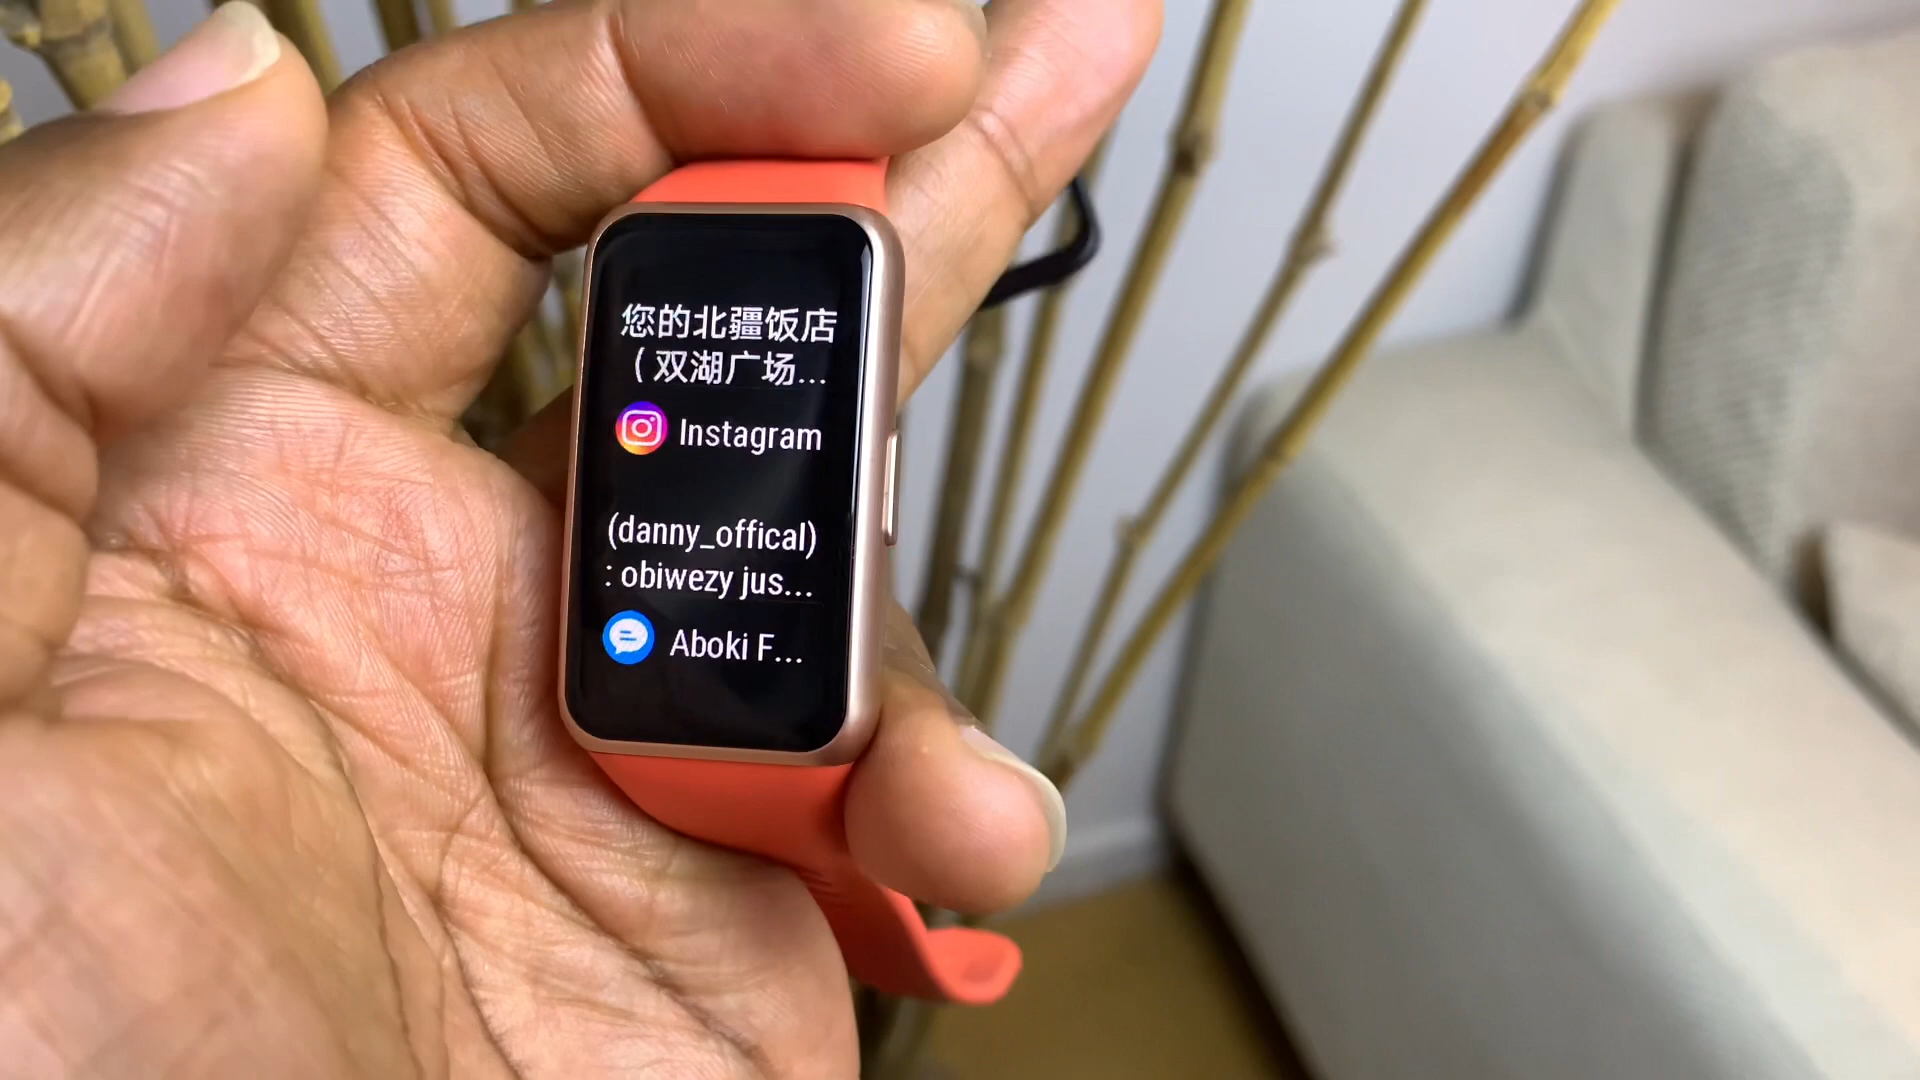 您的北疆饭店
（双湖广场...
Instagram
(danny_offical)
: obiwezy jus...
Aboki F...